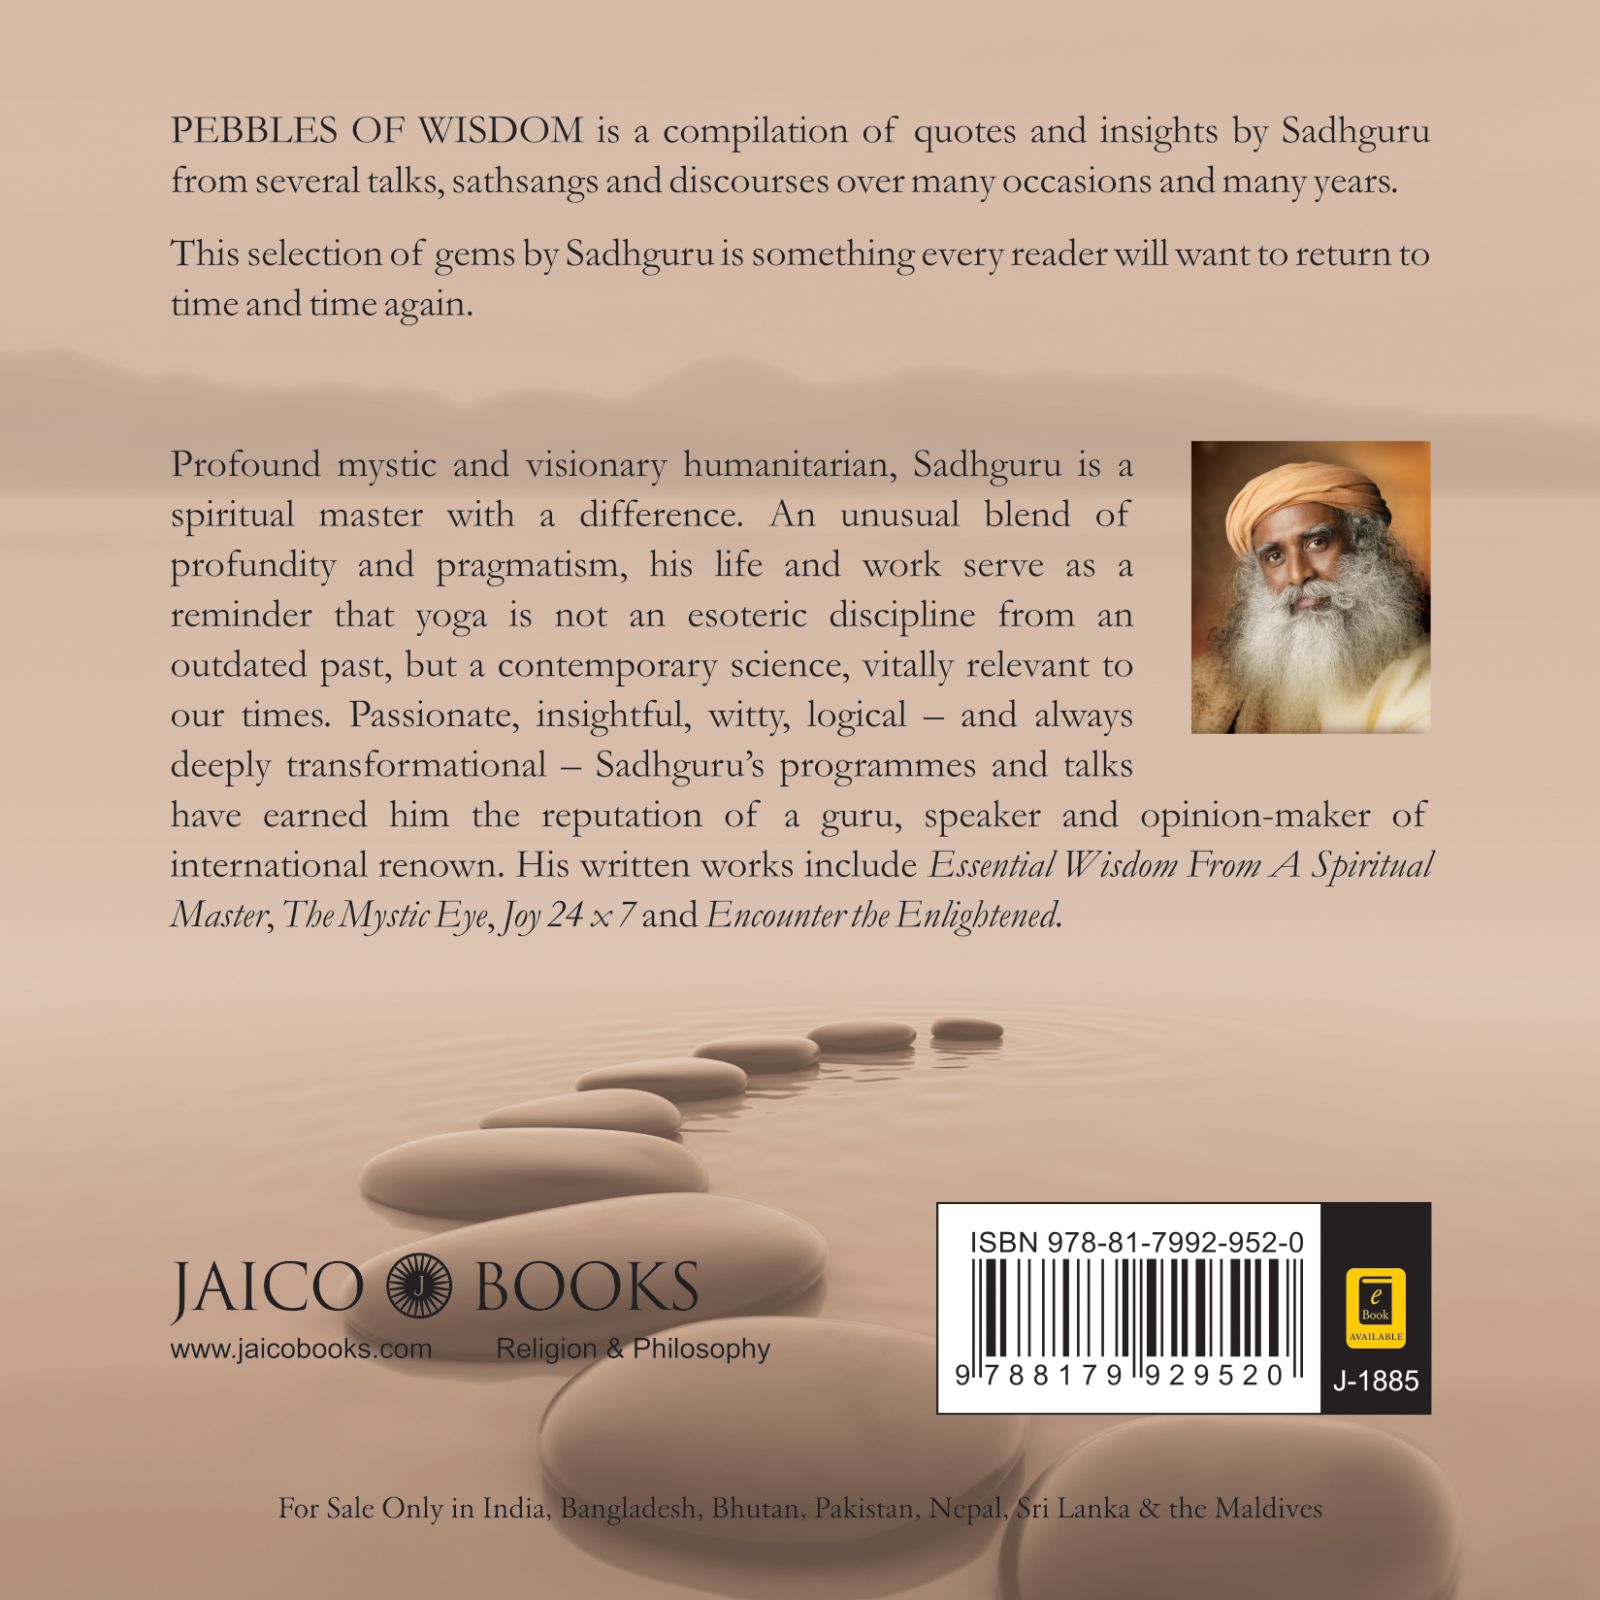 PEBBLES OF WISDOM is a compilation of quotes and insights by Sadhguru
from several talks, sathsangs and discourses over many occasions and many years.
This selection of gems by Sadhguru is something every reader will want to return to
time and time again.
Profound mystic and visionary humanitarian, Sadhguru is a
spiritual master with a difference. An unusual blend of
profundity and pragmatism, his life and work serve as a
reminder that yoga is not an esoteric discipline from an
outdated past, but a contemporary science, vitally relevant to
our times. Passionate, insightful, witty, logical – and always
deeply transformational – Sadhguru’s programmes and talks
have earned him the reputation of a guru, speaker and opinion-maker of
international renown. His written works include Essential Wisdom From A Spiritual
Master, The Mystic Eye, Joy 24 x 7 and Encounter the Enlightened.
JAICO J BOOKS
www.jaicobooks.com Religion & Philosophy
ISBN 978-81-7992-952-0
9 788179 929520
e
Book
AVAILABLE
J-1885
For Sale Only in India, Bangladesh, Bhutan, Pakistan, Nepal, Sri Lanka & the Maldives